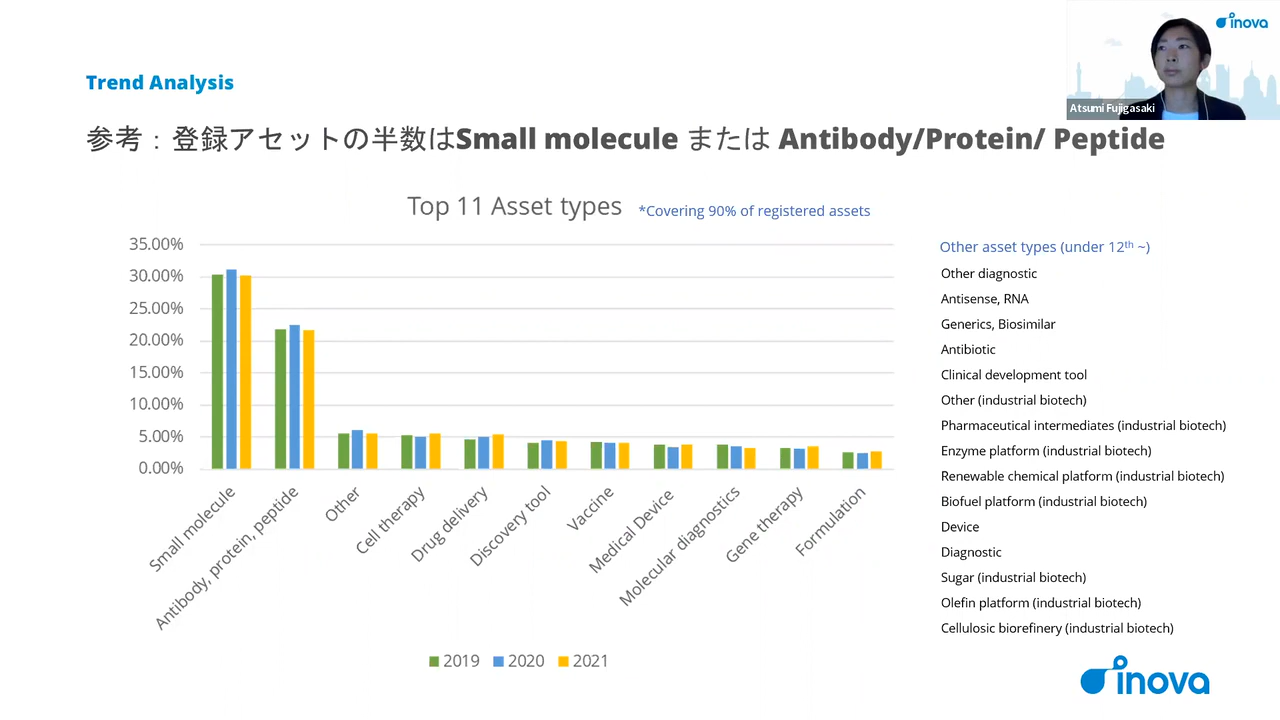 inova
Atsumi Fujigasaki
Trend Analysis
参考：登録アセットの半数はSmall molecule または Antibody/Protein/ Peptide
Top 11 Asset types
*Covering 90% of registered assets
35.00%
30.00%
25.00%
20.00%
15.00%
10.00%
5.00%
0.00%
Small molecule
Antibody, protein, peptide
Other
Cell therapy
Drug delivery
Discovery tool
Vaccine
Medical Device
Molecular diagnostics
Gene therapy
Formulation
2019 2020 2021
Other asset types (under 12th ~)
Other diagnostic
Antisense, RNA
Generics, Biosimilar
Antibiotic
Clinical development tool
Other (industrial biotech)
Pharmaceutical intermediates (industrial biotech)
Enzyme platform (industrial biotech)
Renewable chemical platform (industrial biotech)
Biofuel platform (industrial biotech)
Device
Diagnostic
Sugar (industrial biotech)
Olefin platform (industrial biotech)
Cellulosic biorefinery (industrial biotech)
inova